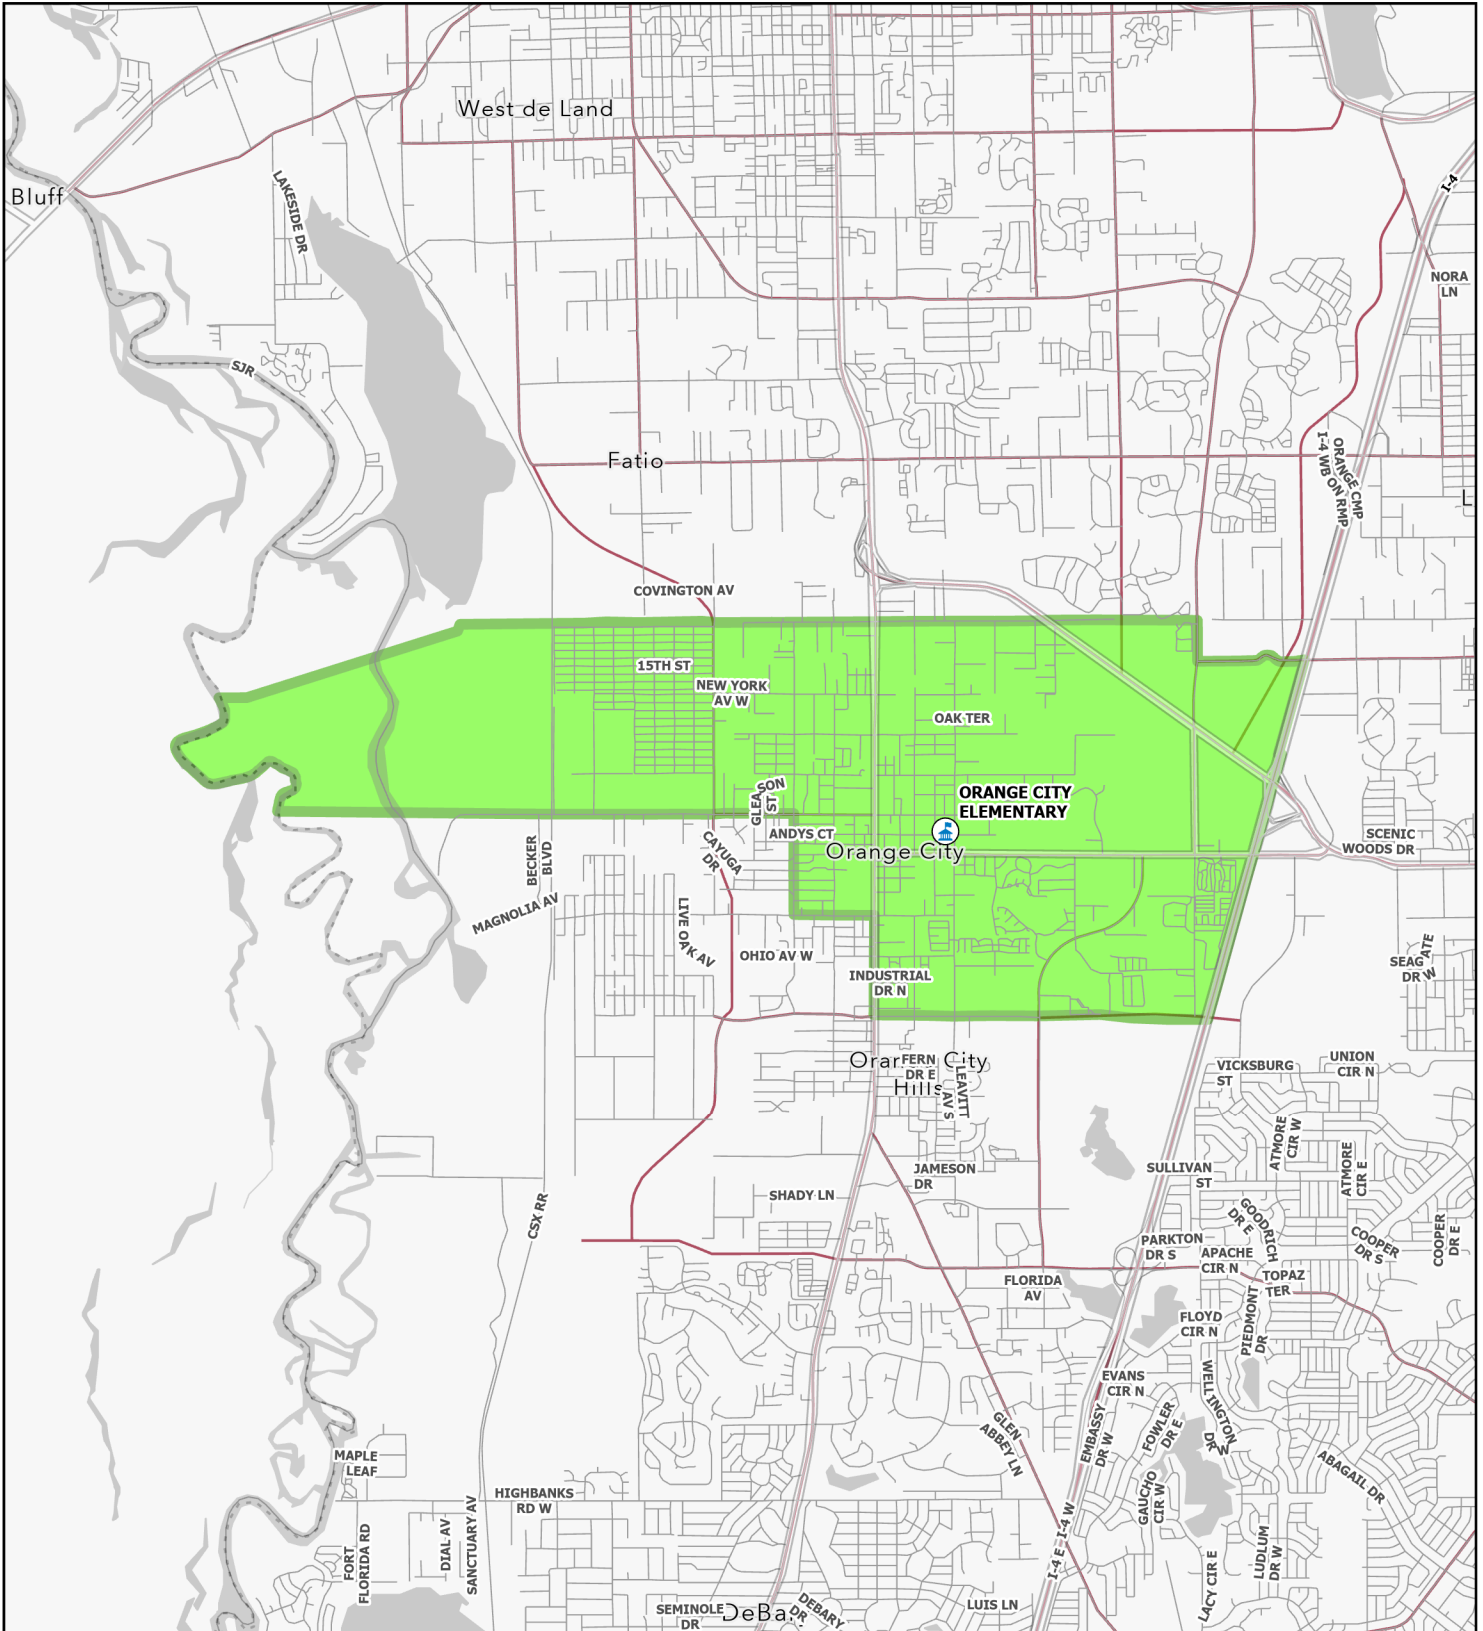 West de Land
Bluff
LAKESIDE DR
I-4
NORA
LN
SJR
Fatio
ORANGE CMP
I-4 WB ON RMP
L
COVINGTON AV
15TH ST
NEW YORK
AV W
OAK TER
GLEASON
ST
ORANGE CITY
ELEMENTARY
ANDYS CT
Orange City
SCENIC
WOODS DR
CAYUGA
DR
BECKER
BLVD
MAGNOLIA AV
LIVE OAK AV
OHIO AV W
SEAGATE
DR W
INDUSTRIAL
DR N
Orange City
Hills
FERN
DR E
LEAVITT
AV S
VICKSBURG
ST
UNION
CIR N
ATMORE
CIR W
ATMORE
CIR E
JAMESON
DR
SULLIVAN
ST
SHADY LN
CSX RR
GOODRICH
DR E
COOPER
DR S
COOPER
DR E
PARKTON
DR S
APACHE
CIR N
FLORIDA
AV
TOPAZ
TER
FLOYD
CIR N
PIEDMONT
DR
EVANS
CIR N
WELLINGTON
DR W
GLEN
ABBEY LN
EMBASSY
DR W
FOWLER
DR E
MAPLE
LEAF
ABAGAIL DR
HIGHBANKS
RD W
GAUCHO
CIR W
I-4 E
I-4 W
FORT
FLORIDA RD
DIAL AV
SANCTUARY AV
LUDLUM
DR W
LACY CIR E
SEMINOLE
DR
DeBary
DEBARY
DR
LUIS LN